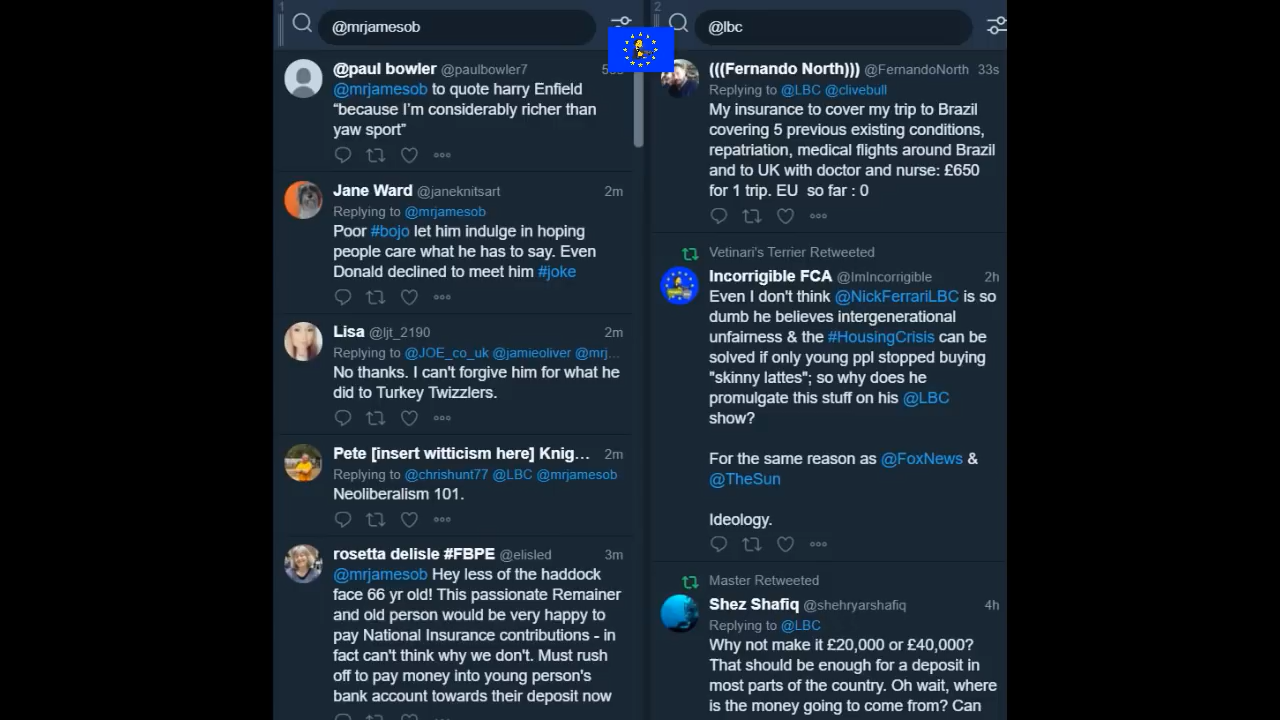 1
@mrjamesob
@paul bowler @paulbowler7
@mrjamesob to quote harry Enfield
“because I'm considerably richer than
yaw sport”
Jane Ward @janeknitsart 2m
Replying to @mrjamesob
Poor #bojo let him indulge in hoping
people care what he has to say. Even
Donald declined to meet him #joke
Lisa @ljt_2190 2m
Replying to @JOE_co_uk @jamieoliver @mrj...
No thanks. I can't forgive him for what he
did to Turkey Twizzlers.
Pete [insert witticism here] Knig... 2m
Replying to @chrishunt77 @LBC @mrjamesob
Neoliberalism 101.
rosetta delisle #FBPE @elisled 3m
@mrjamesob Hey less of the haddock
face 66 yr old! This passionate Remainer
and old person would be very happy to
pay National Insurance contributions - in
fact can't think why we don't. Must rush
off to pay money into young person's
bank account towards their deposit now
2
@lbc
(((Fernando North))) @FernandoNorth 33s
Replying to @LBC @clivebull
My insurance to cover my trip to Brazil
covering 5 previous existing conditions,
repatriation, medical flights around Brazil
and to UK with doctor and nurse: £650
for 1 trip. EU so far : 0
Vetinari's Terrier Retweeted
Incorrigible FCA @ImIncorrigible 2h
Even I don't think @NickFerrariLBC is so
dumb he believes intergenerational
unfairness & the #HousingCrisis can be
solved if only young ppl stopped buying
"skinny lattes"; so why does he
promulgate this stuff on his @LBC
show?
For the same reason as @FoxNews &
@TheSun
Ideology.
Master Retweeted
Shez Shafiq @shehryarshafiq 4h
Replying to @LBC
Why not make it £20,000 or £40,000?
That should be enough for a deposit in
most parts of the country. Oh wait, where
is the money going to come from? Can